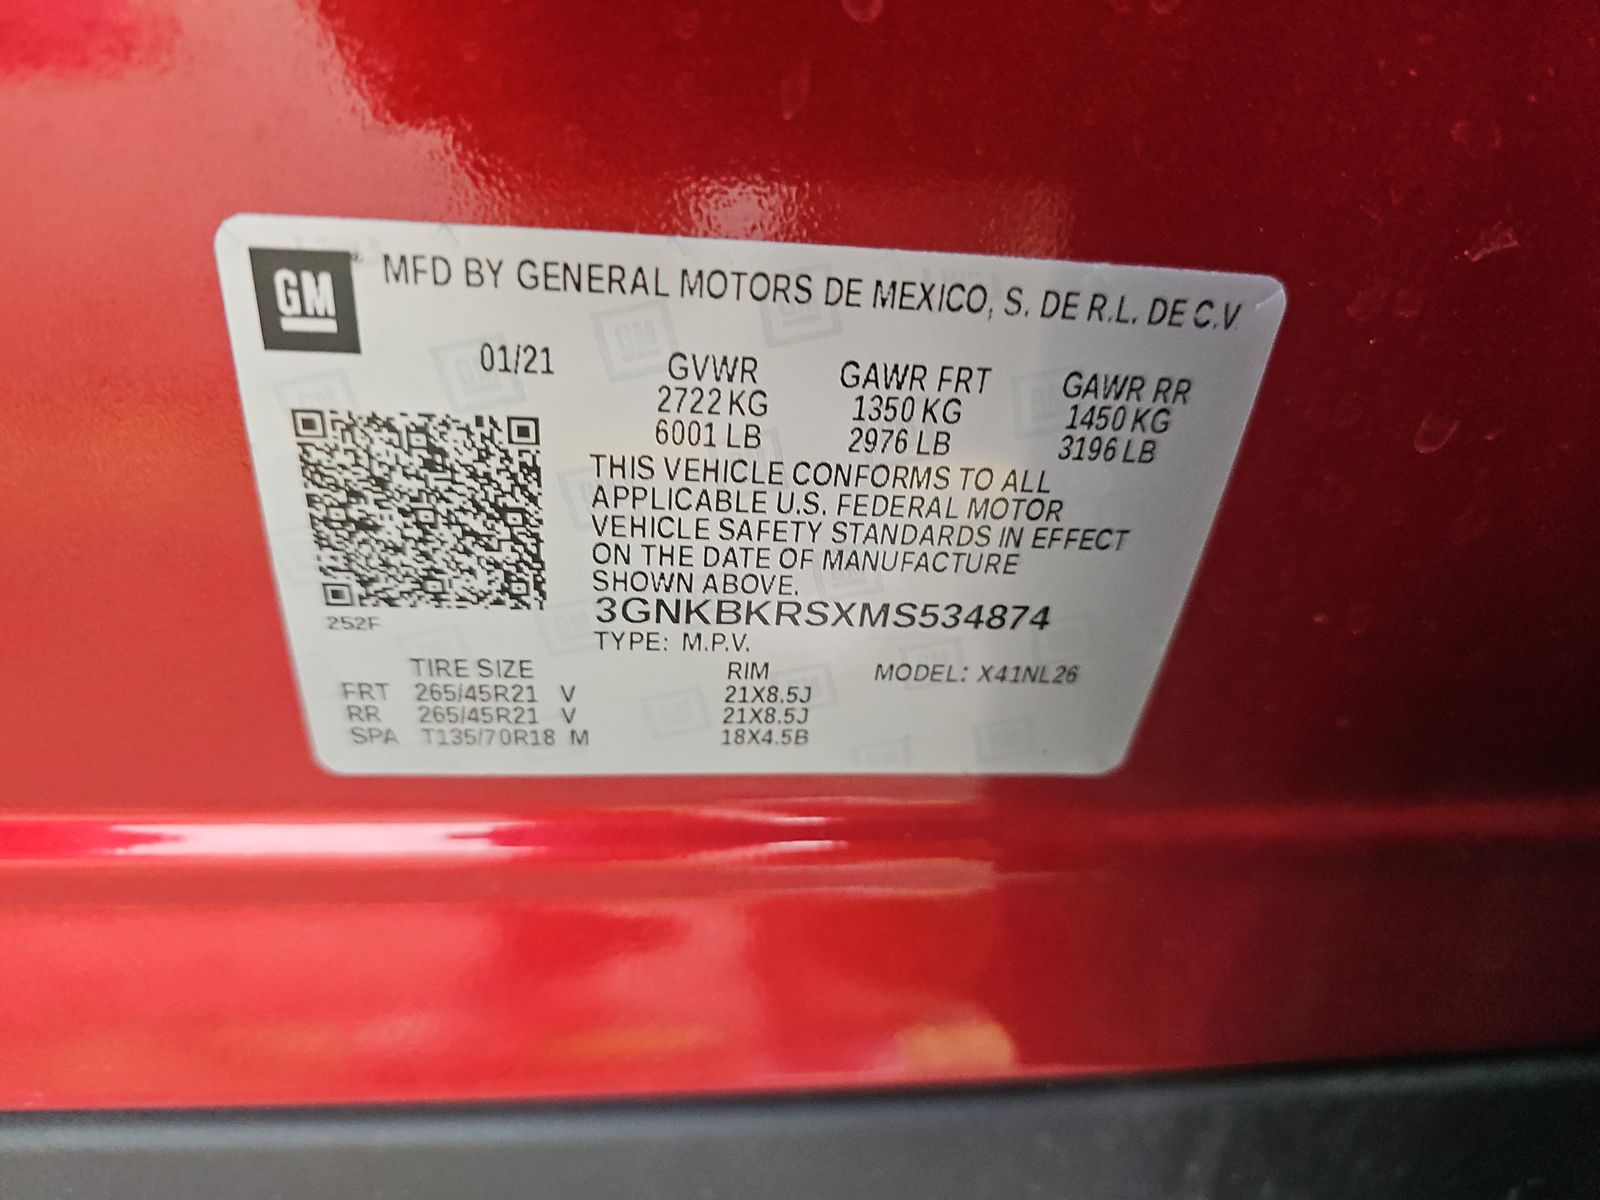 GM MFD BY GENERAL MOTORS DE MEXICO, S. DE R.L. DE C.V
01/21 GVWR GAWR FRT GAWR RR
2722 KG 1350 KG 1450 KG
6001 LB 2976 LB 3196 LB
THIS VEHICLE CONFORMS TO ALL
APPLICABLE U.S. FEDERAL MOTOR
VEHICLE SAFETY STANDARDS IN EFFECT
ON THE DATE OF MANUFACTURE
SHOWN ABOVE.
3GNKBKRSXMS534874
252F
TYPE: M.P.V.
TIRE SIZE RIM MODEL: X41NL26
FRT 265/45R21 V 21X8.5J
RR 265/45R21 V 21X8.5J
SPA T135/70R18 M 18X4.5B